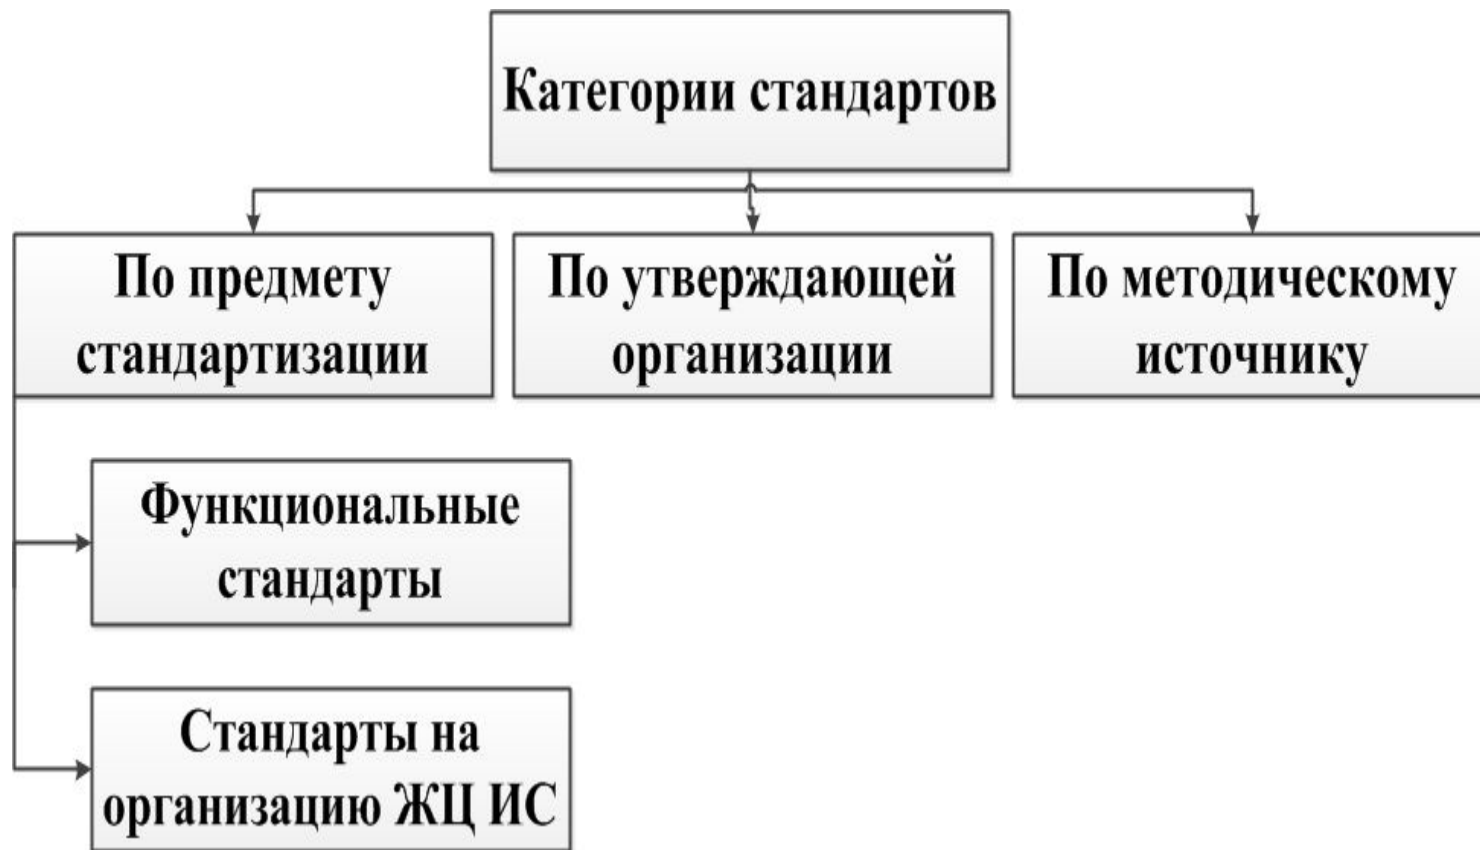 Категории стандартов
По предмету
стандартизации
По утверждающей
организации
По методическому
источнику
Функциональные
стандарты
Стандарты на
организацию ЖЦ ИС